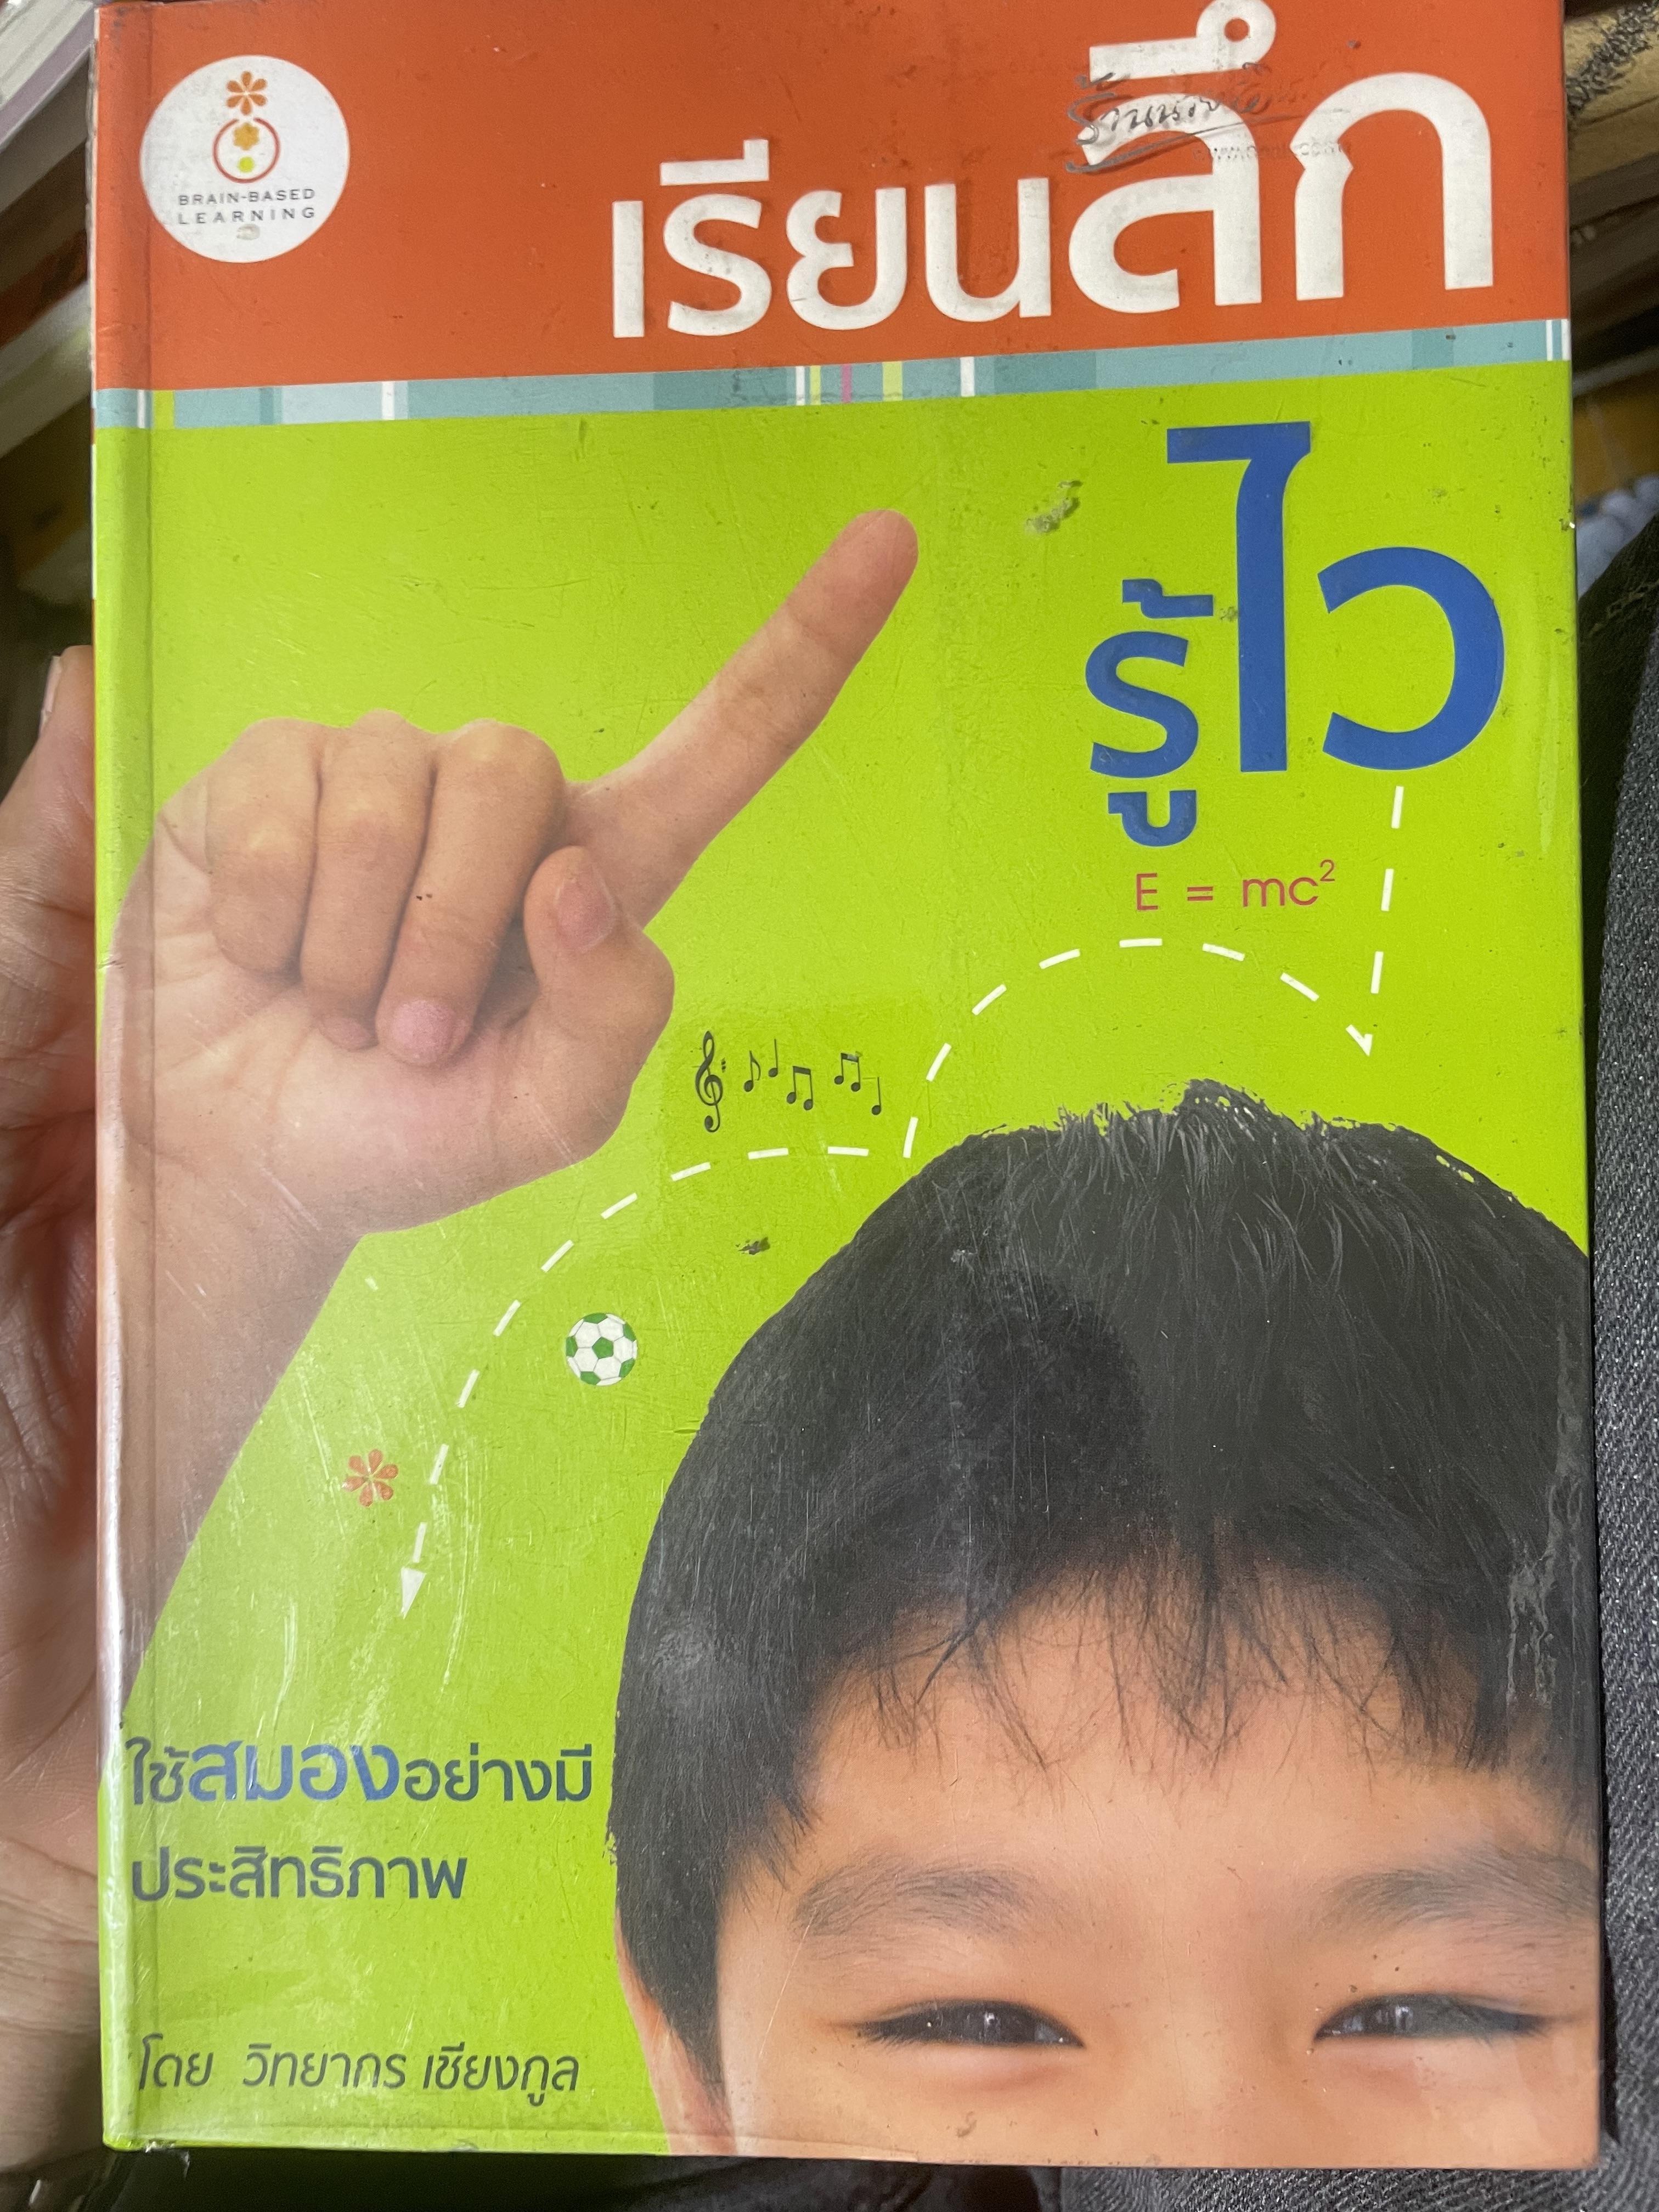 BRAIN-BASED
LEARNING
เรียนลึก
รู้ไว
E = mc²
ใช้สมองอย่างมี
ประสิทธิภาพ
โดย วิทยากร เชียงกูล